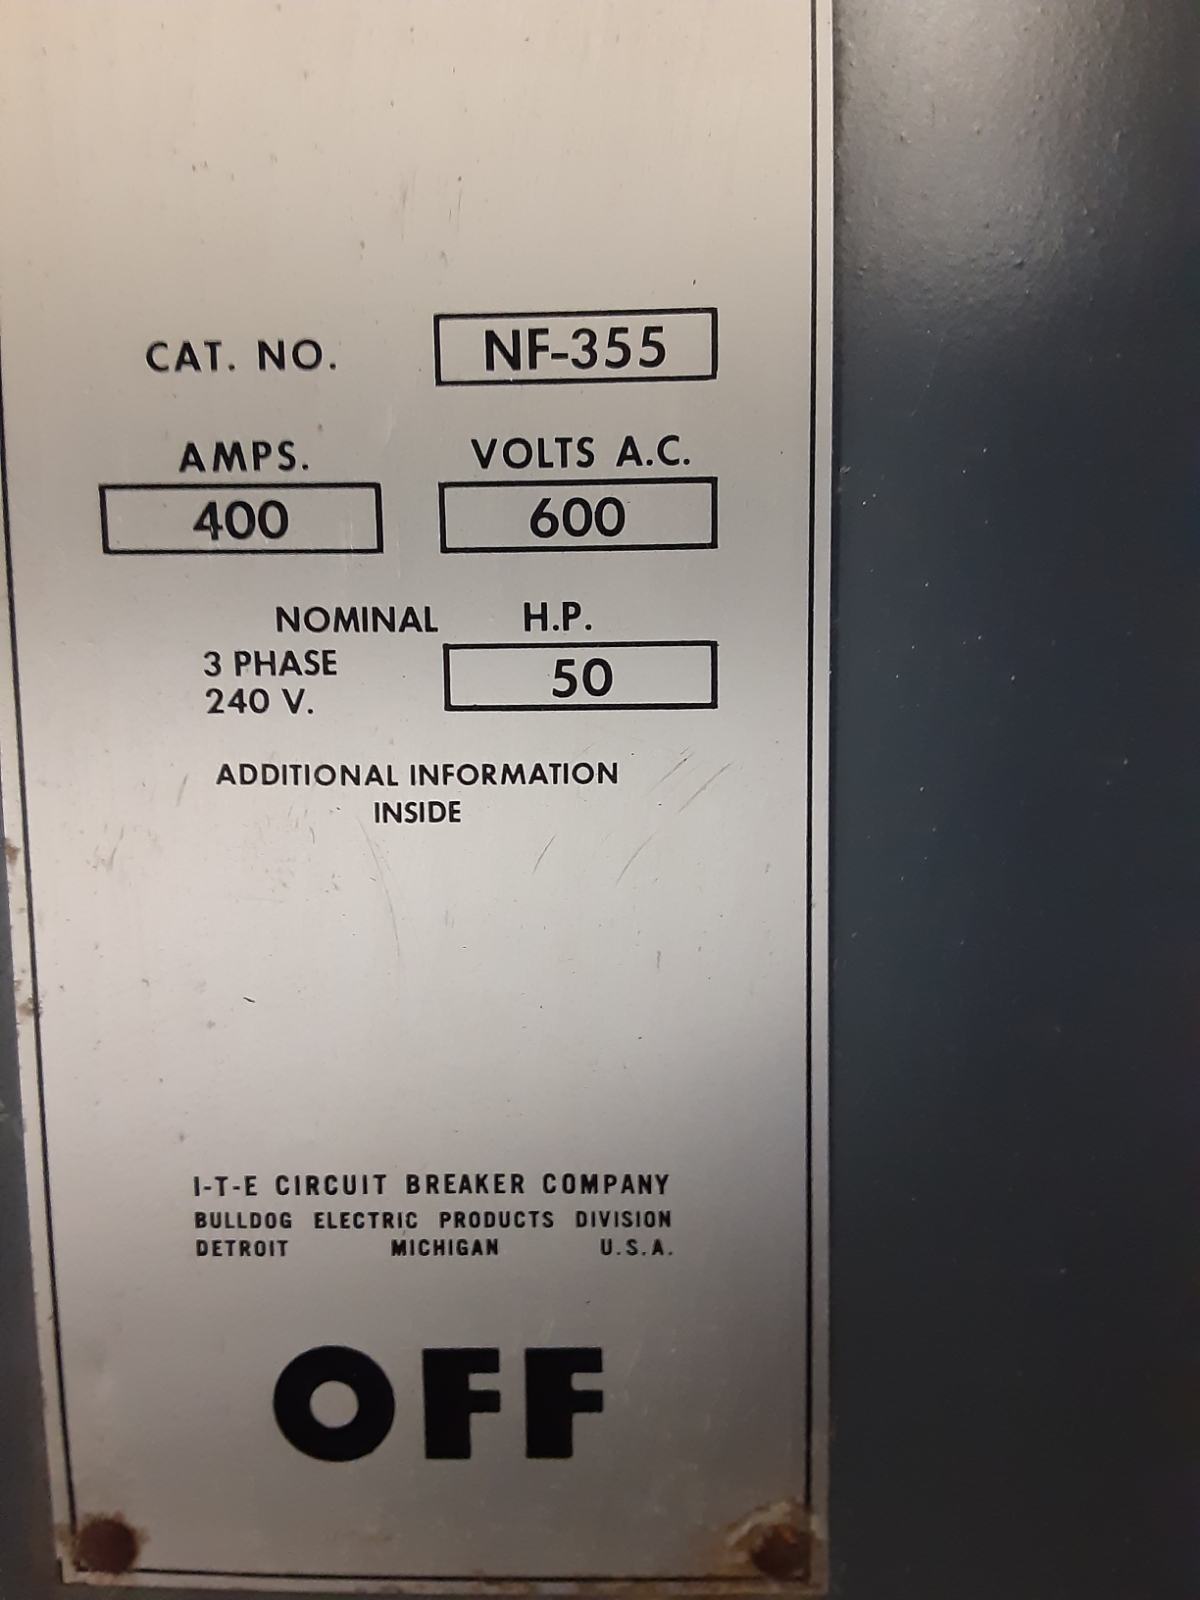 CAT. NO. NF-355
AMPS. VOLTS A.C.
400 600
NOMINAL H.P.
3 PHASE
240 V. 50
ADDITIONAL INFORMATION
INSIDE
I-T-E CIRCUIT BREAKER COMPANY
BULLDOG ELECTRIC PRODUCTS DIVISION
DETROIT MICHIGAN U.S.A.
OFF